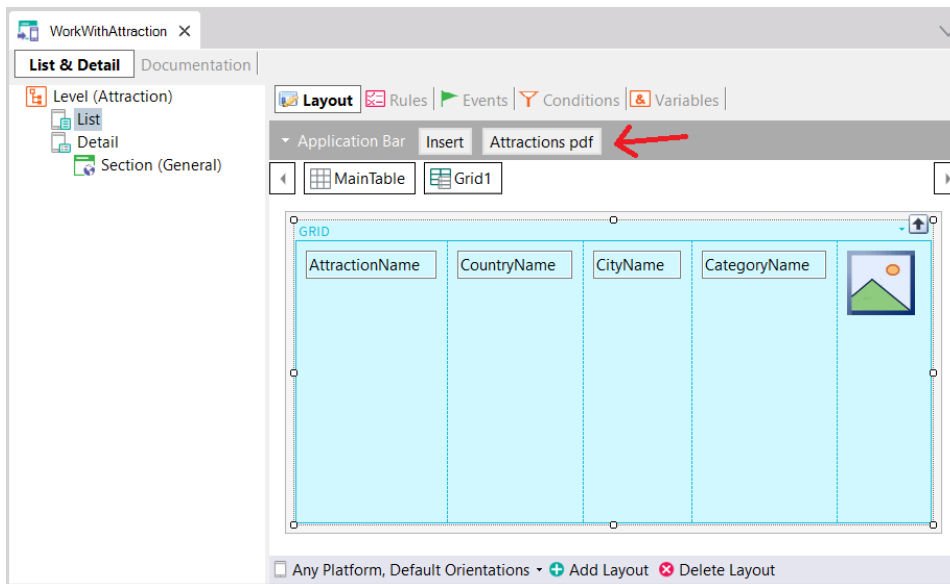 WorkWithAttraction
List & Detail Documentation
Level (Attraction)
List
Detail
Section (General)
Layout Rules Events Conditions & Variables
Application Bar Insert Attractions pdf
MainTable Grid1
GRID
AttractionName CountryName CityName CategoryName
Any Platform, Default Orientations Add Layout Delete Layout